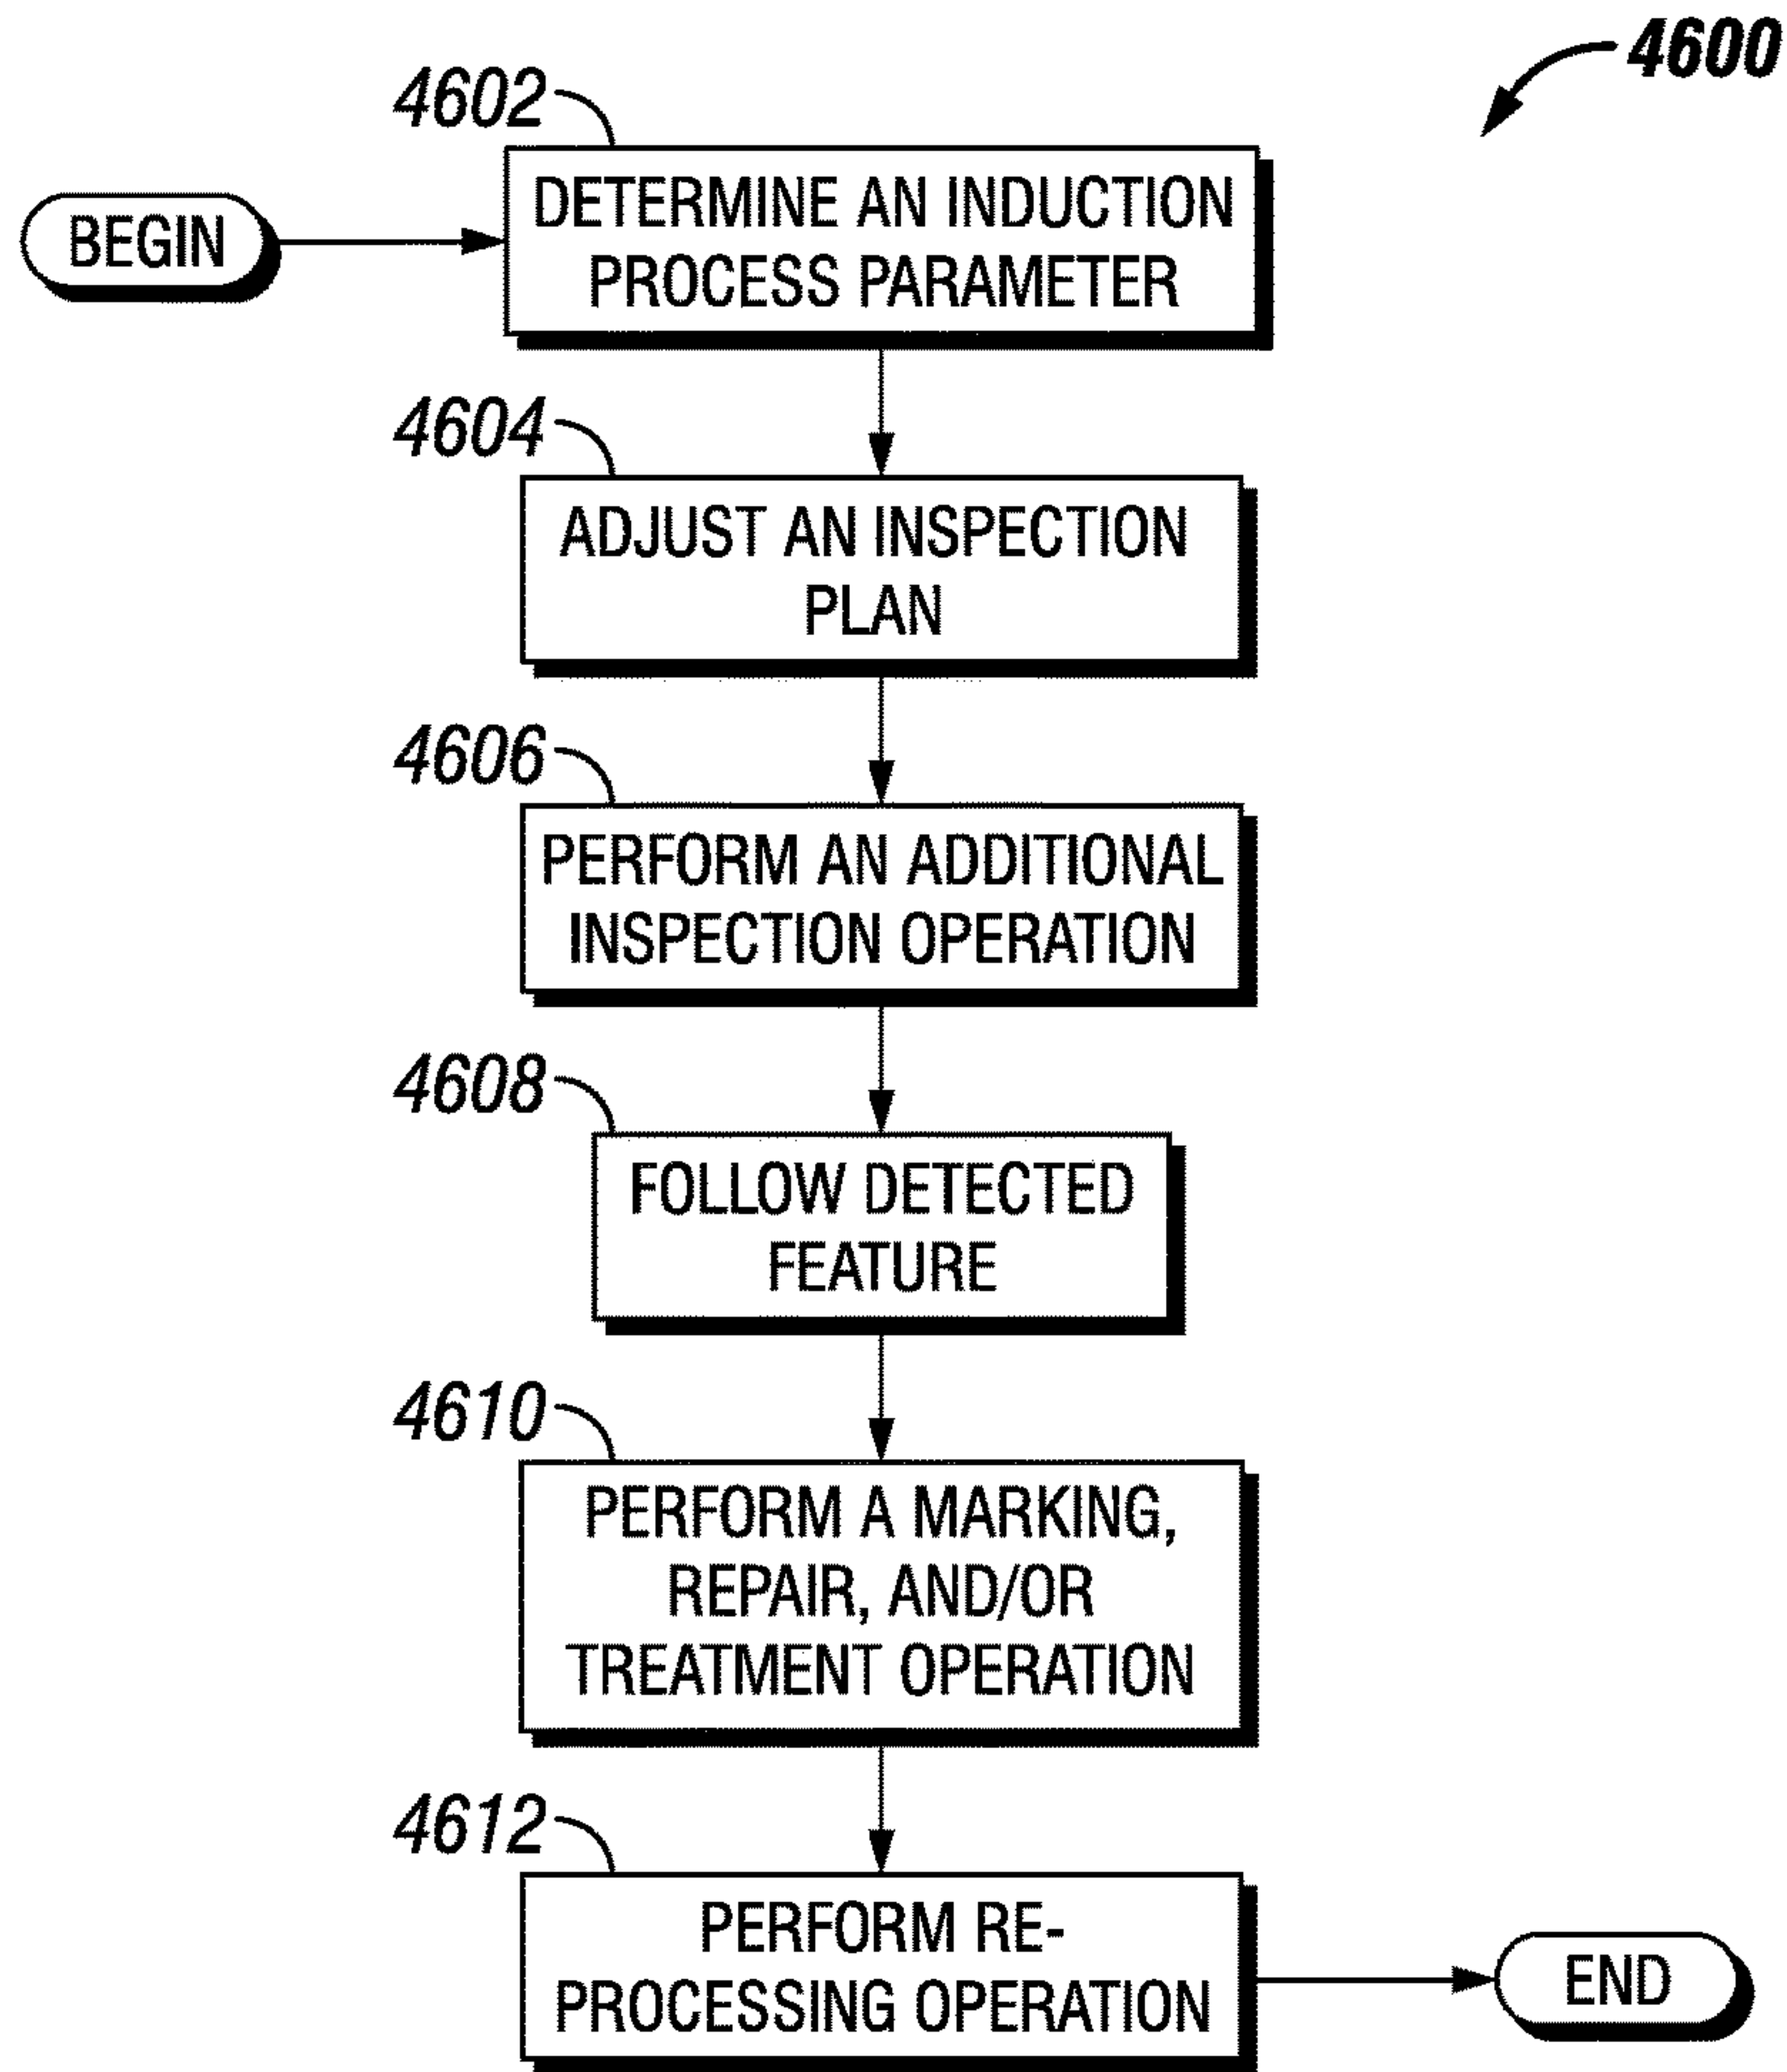 4600
4602
BEGIN
DETERMINE AN INDUCTION
PROCESS PARAMETER
4604
ADJUST AN INSPECTION
PLAN
4606
PERFORM AN ADDITIONAL
INSPECTION OPERATION
4608
FOLLOW DETECTED
FEATURE
4610
PERFORM A MARKING,
REPAIR, AND/OR
TREATMENT OPERATION
4612
PERFORM RE-
PROCESSING OPERATION
END